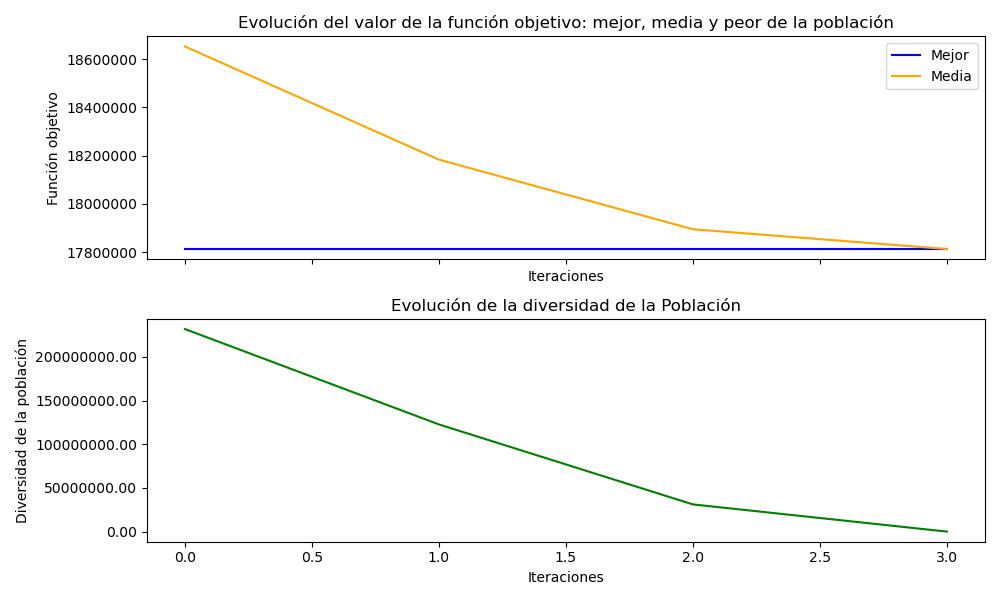 Evolución del valor de la función objetivo: mejor, media y peor de la población
18600000
18400000
18200000
18000000
17800000
Función objetivo
Mejor
Media
Iteraciones
Evolución de la diversidad de la Población
200000000.00
150000000.00
100000000.00
50000000.00
0.00
Diversidad de la población
0.0 0.5 1.0 1.5 2.0 2.5 3.0
Iteraciones